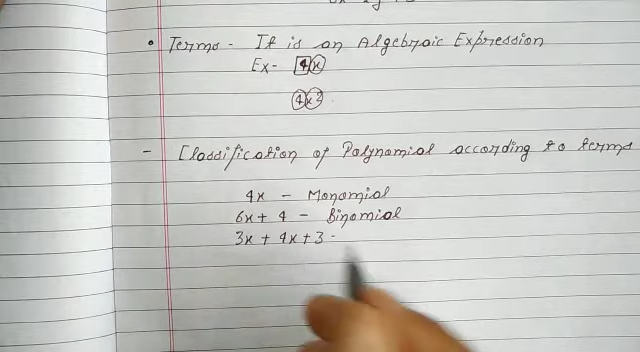 • Terms - It is an Algebraic Expression
Ex- 4x
4x²
- Classification of Polynomial according to terms
4x - Monomial
6x + 4 - Binomial
3x + 4x + 3 -